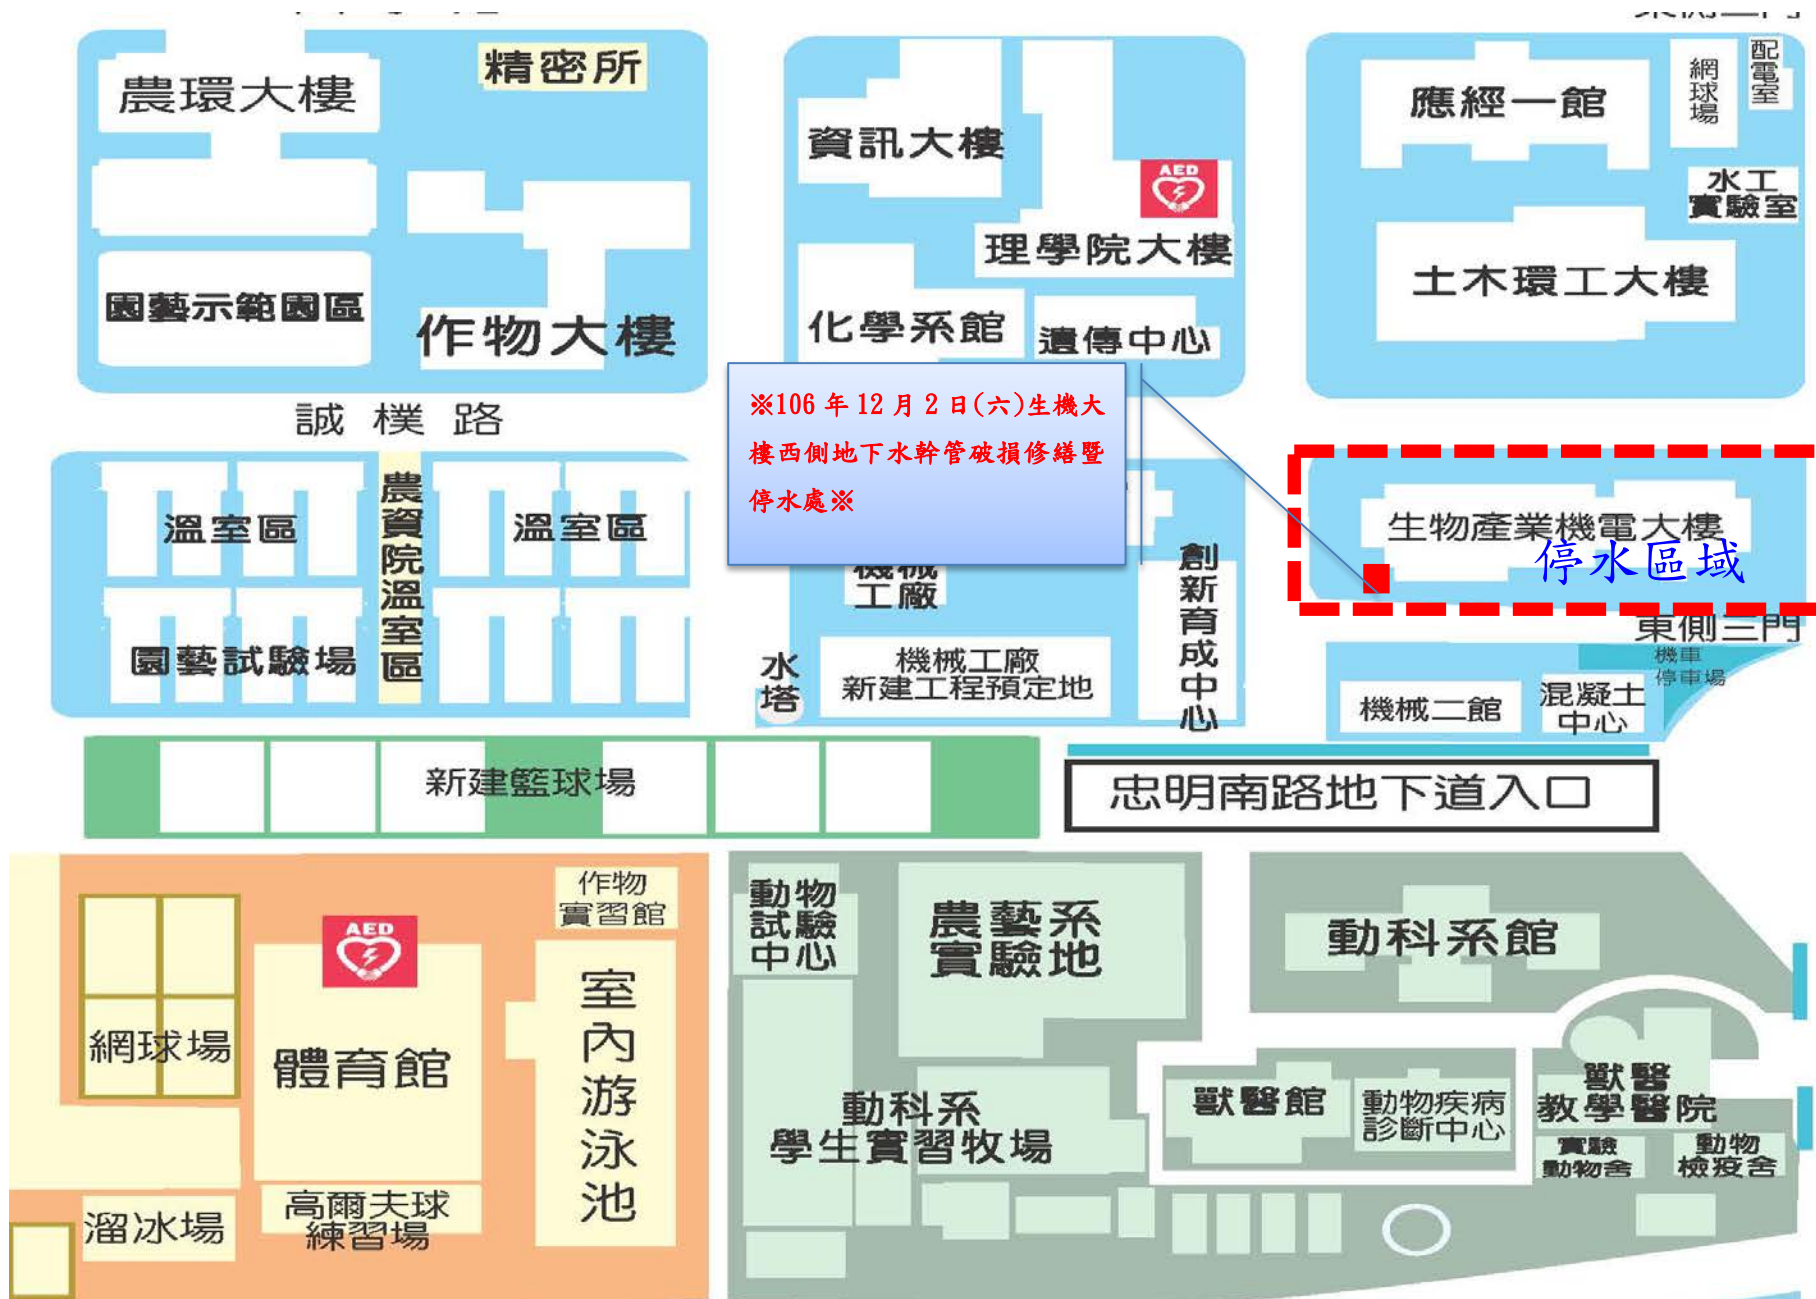 東側二門
農環大樓
精密所
資訊大樓
AED
理學院大樓
應經一館
網球場
配電室
水工
實驗室
土木環工大樓
園藝示範園區
作物大樓
化學系館
遺傳中心
誠樸路
※106年12月2日(六)生機大
樓西側地下水幹管破損修繕暨
停水處※
溫室區
農資院溫室區
溫室區
園藝試驗場
機械
工廠
創新育成中心
生物產業機電大樓
停水區域
水塔
機械工廠
新建工程預定地
東側三門
機車
停車場
機械二館
混凝土
中心
新建籃球場
忠明南路地下道入口
作物
實習館
AED
網球場
體育館
室內游泳池
溜冰場
高爾夫球
練習場
動物
試驗
中心
農藝系
實驗地
動科系館
動科系
學生實習牧場
獸醫館
動物疾病
診斷中心
獸醫
教學醫院
實驗
動物舍
動物
檢疫舍